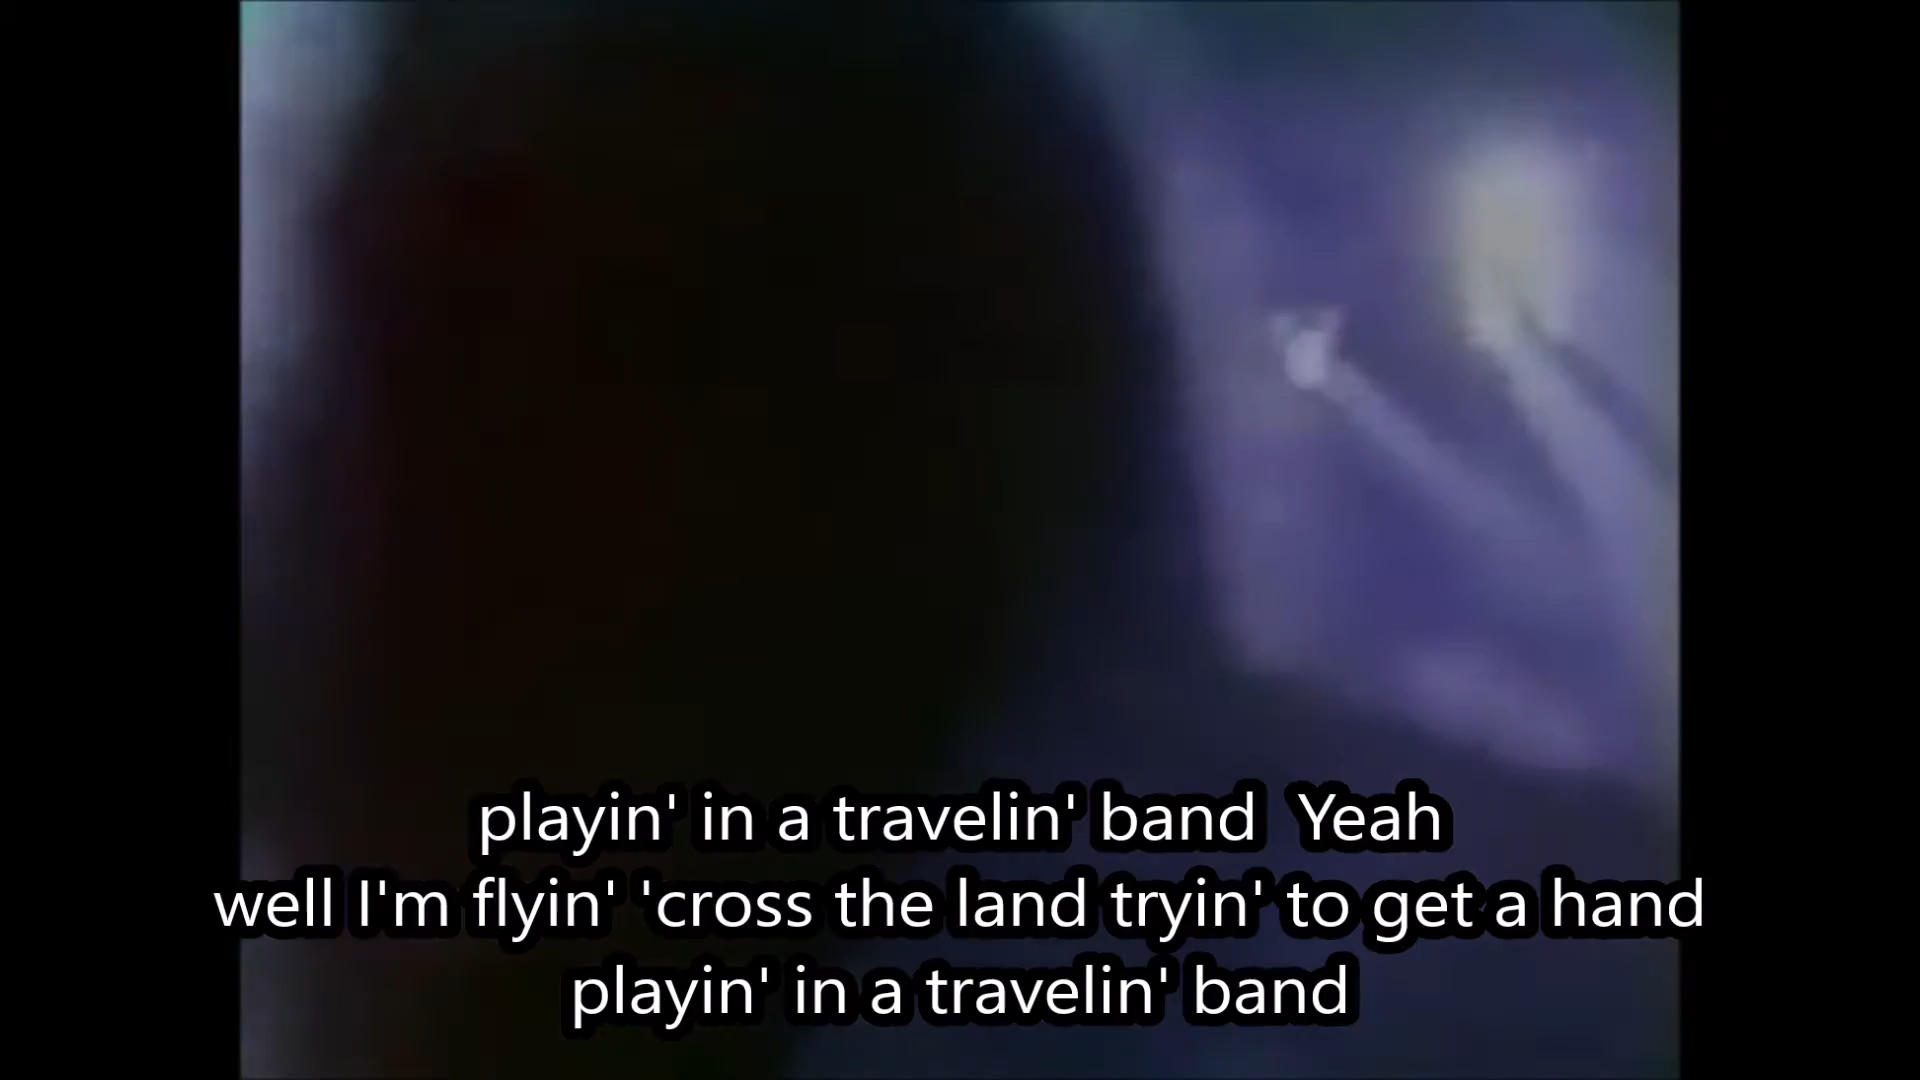 playin' in a travelin' band  Yeah
well I'm flyin' 'cross the land tryin' to get a hand
playin' in a travelin' band